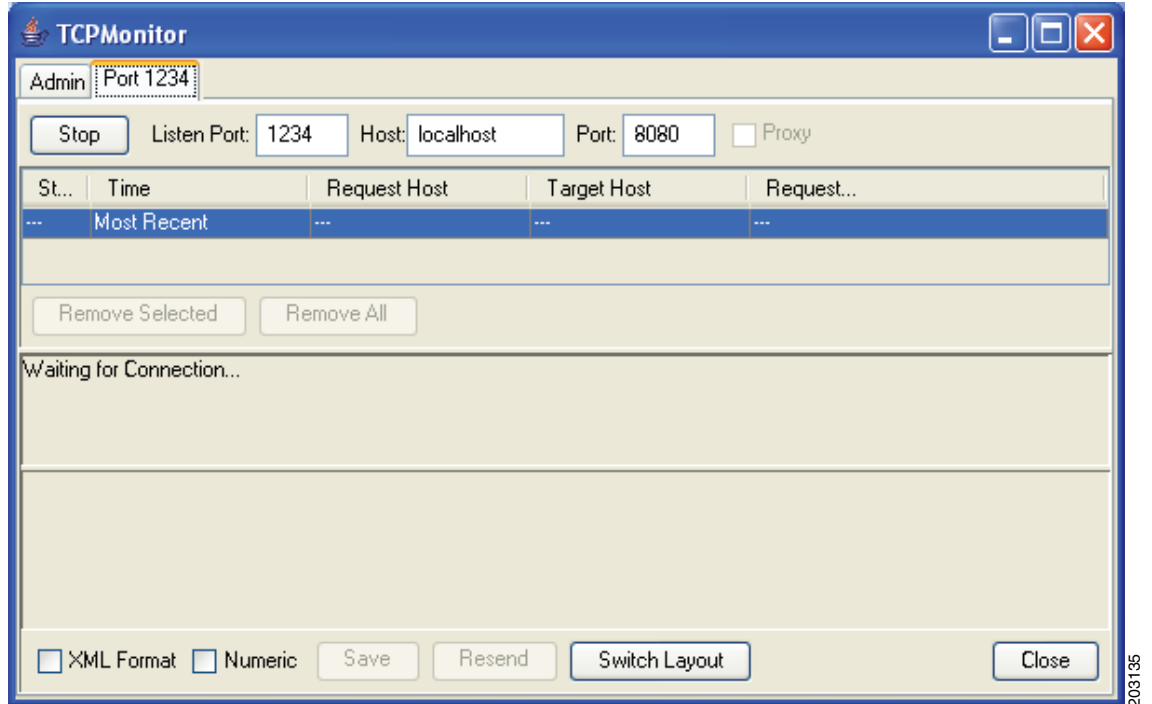 TCPMonitor
Admin Port 1234
Stop Listen Port: 1234 Host: localhost Port: 8080 Proxy
St... Time Request Host Target Host Request...
--- Most Recent --- --- ---
Remove Selected Remove All
Waiting for Connection...
XML Format Numeric Save Resend Switch Layout Close
203135